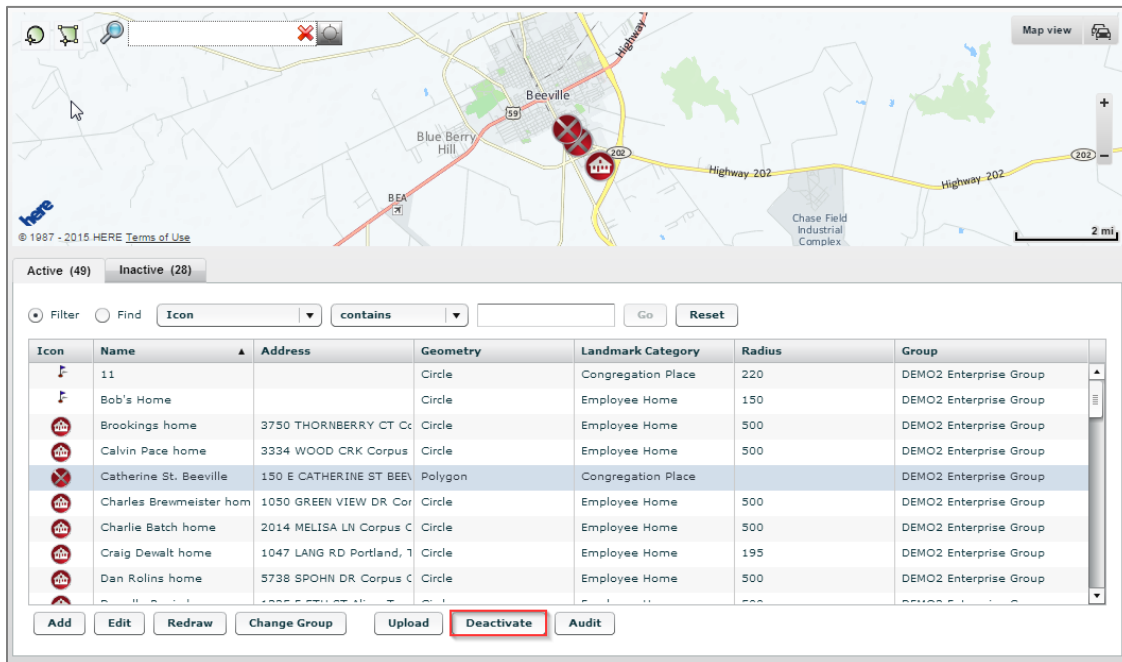 Map view
Highway
Beeville
59
Blue Berry
Hill
202
Highway 202
Highway 202
202
BEA
Chase Field
Industrial
Complex
here
© 1987 - 2015 HERE Terms of Use
2 mi
+
−
Active (49) Inactive (28)
Filter Find Icon contains Go Reset
Icon Name Address Geometry Landmark Category Radius Group
11 Circle Congregation Place 220 DEMO2 Enterprise Group
Bob's Home Circle Employee Home 150 DEMO2 Enterprise Group
Brookings home 3750 THORNBERRY CT Cc Circle Employee Home 500 DEMO2 Enterprise Group
Calvin Pace home 3334 WOOD CRK Corpus Circle Employee Home 500 DEMO2 Enterprise Group
Catherine St. Beeville 150 E CATHERINE ST BEEV Polygon Congregation Place DEMO2 Enterprise Group
Charles Brewmeister hom 1050 GREEN VIEW DR Cor Circle Employee Home 500 DEMO2 Enterprise Group
Charlie Batch home 2014 MELISA LN Corpus C Circle Employee Home 500 DEMO2 Enterprise Group
Craig Dewalt home 1047 LANG RD Portland, T Circle Employee Home 195 DEMO2 Enterprise Group
Dan Rolins home 5738 SPOHN DR Corpus C Circle Employee Home 500 DEMO2 Enterprise Group
Add Edit Redraw Change Group Upload Deactivate Audit